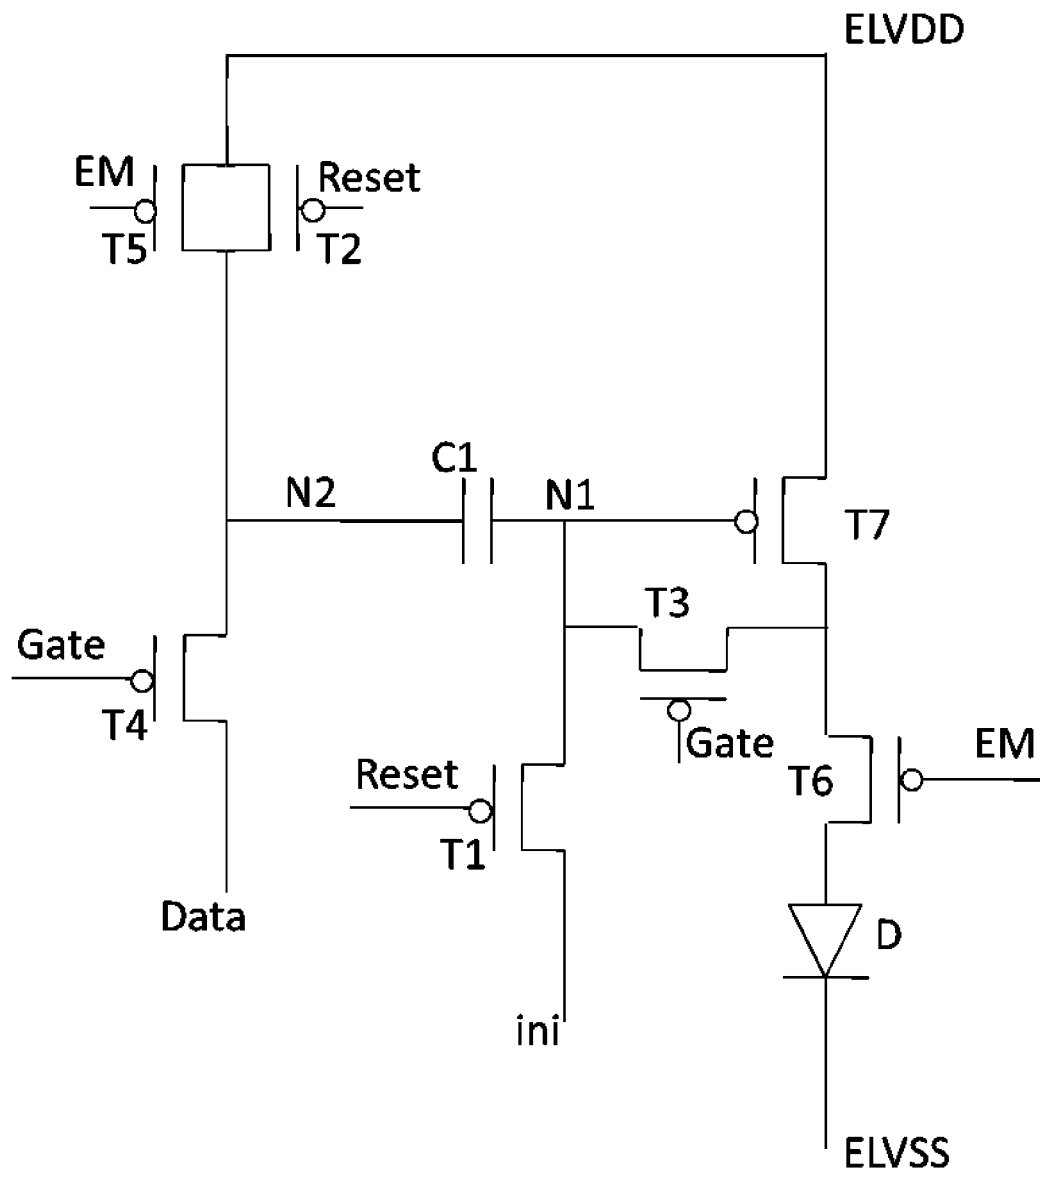 ELVDD
EM
Reset
T5
T2
C1
N2
N1
T7
T3
Gate
T4
Gate
EM
Reset
T6
T1
Data
D
ini
ELVSS